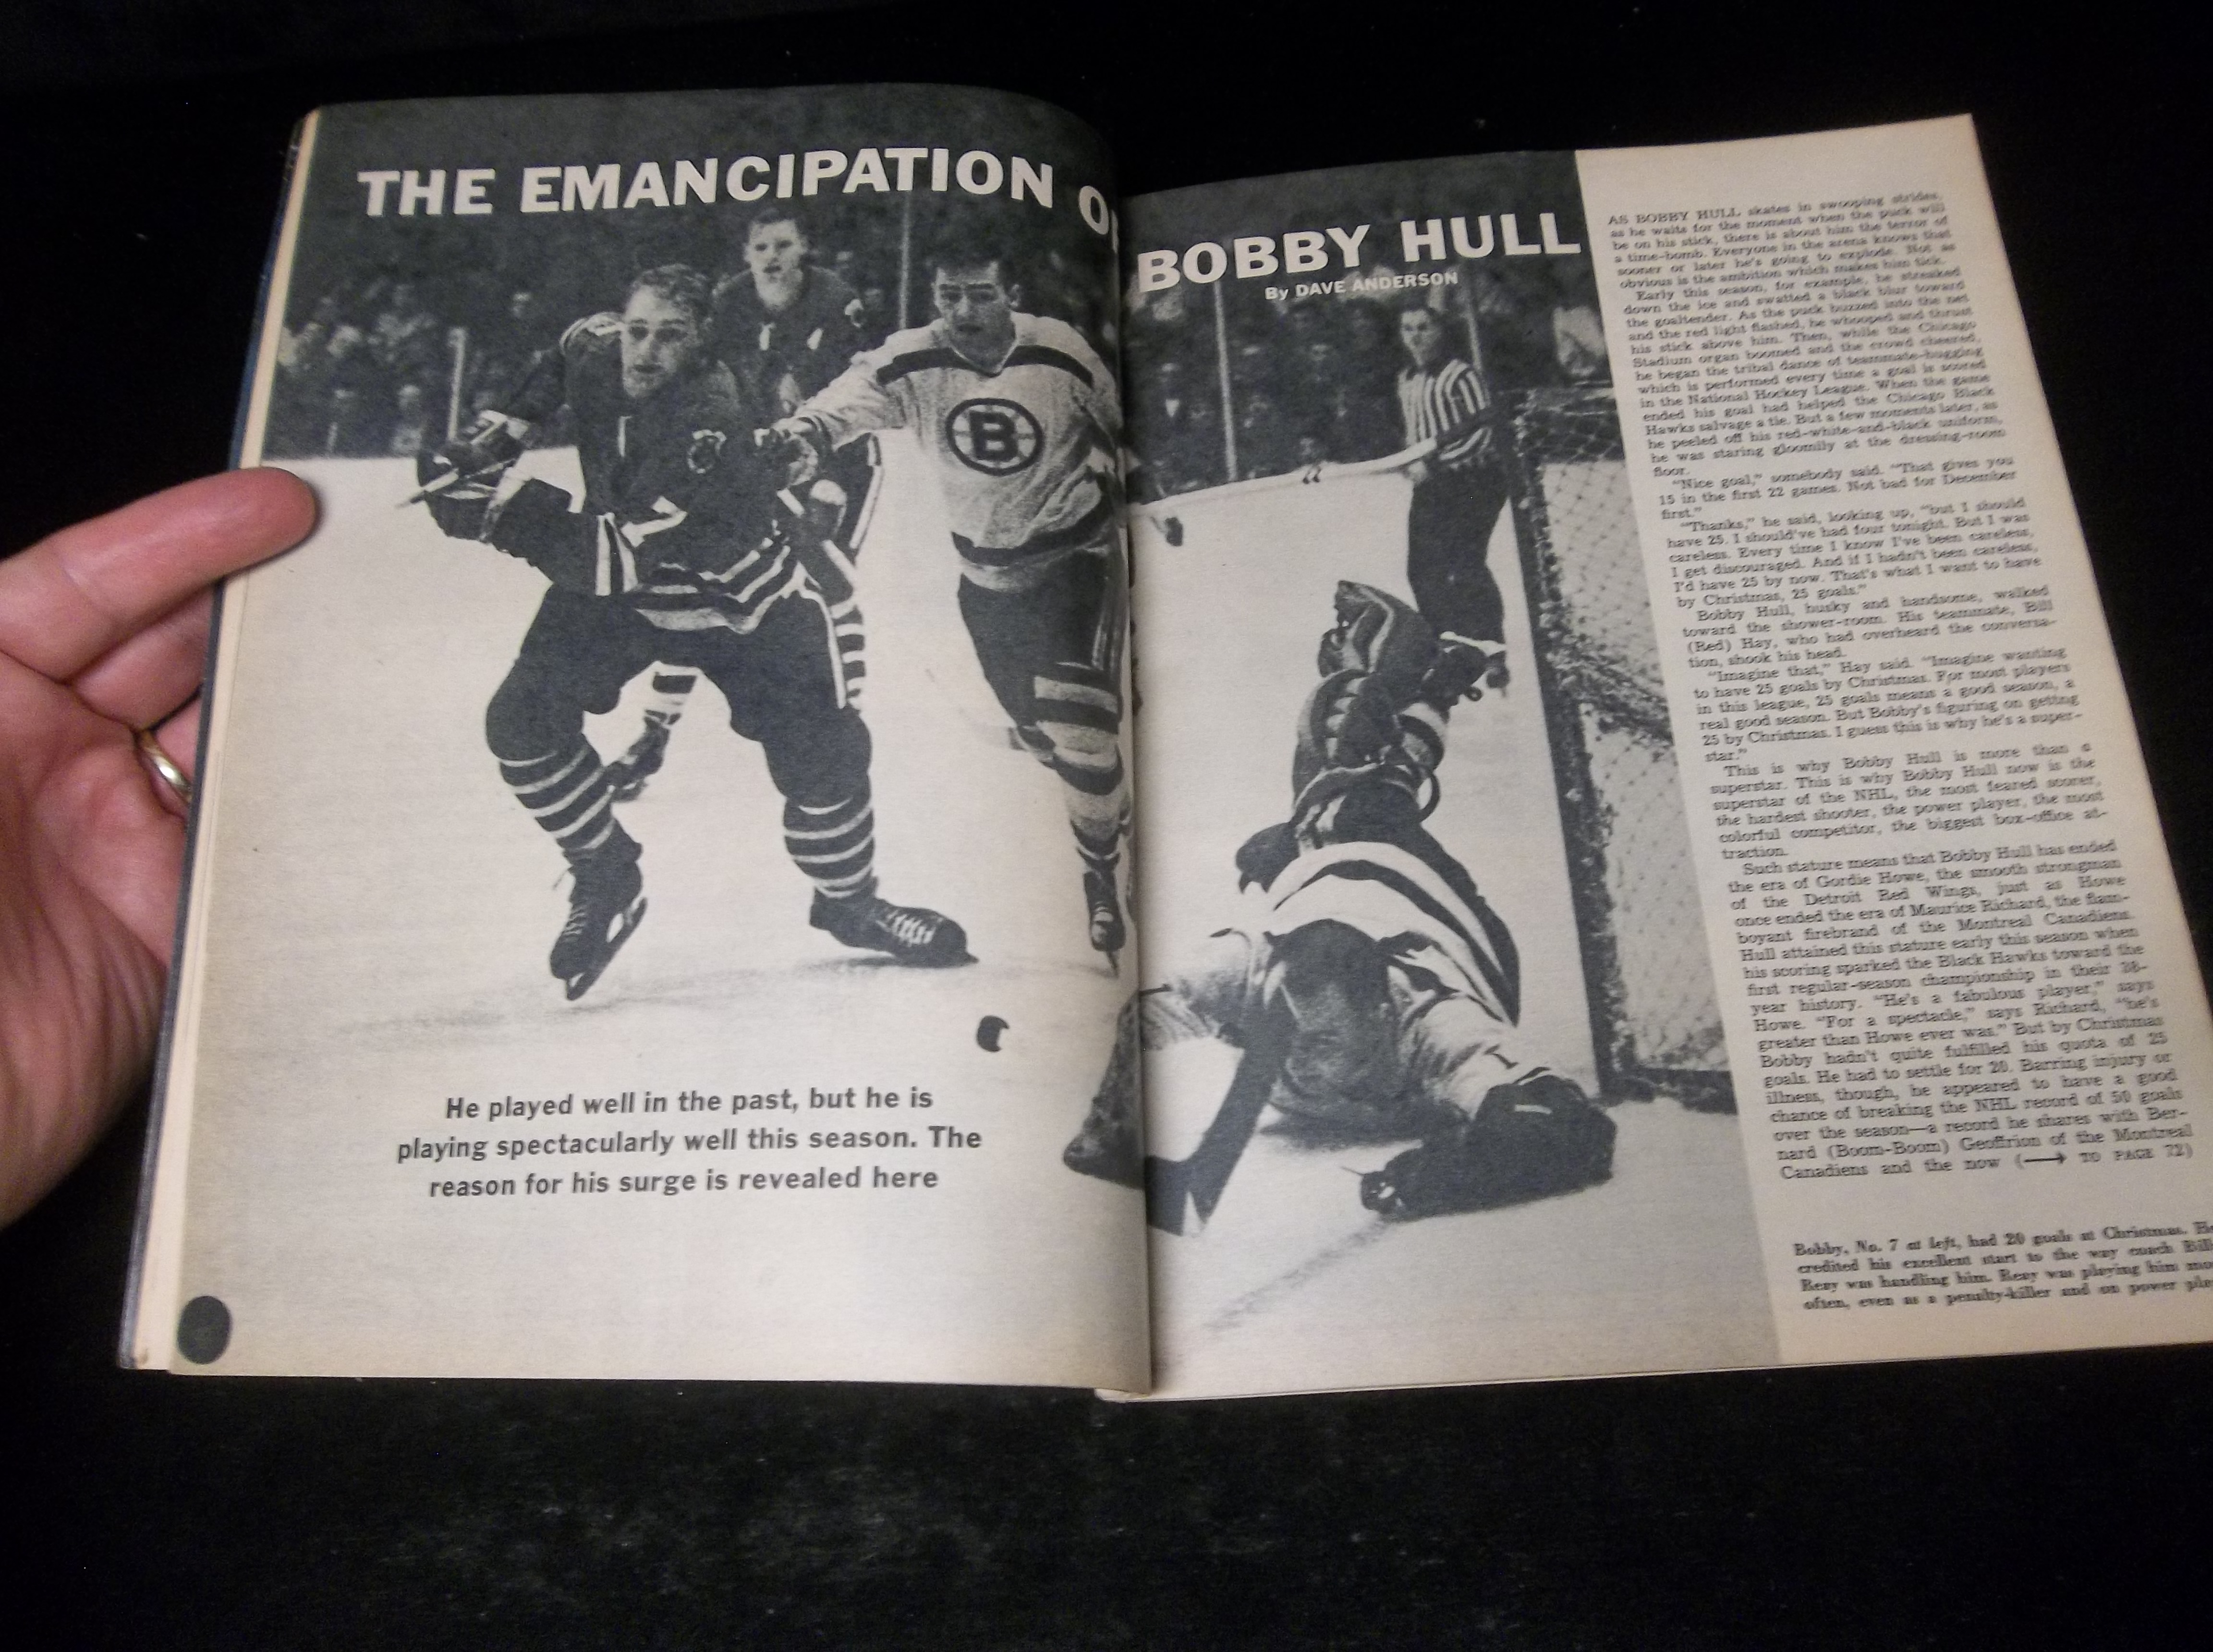 THE EMANCIPATION OF
BOBBY HULL
By DAVE ANDERSON
B
He played well in the past, but he is
playing spectacularly well this season. The
reason for his surge is revealed here
AS BOBBY HULL skates in swooping strides,
as he waits for the moment when the puck will
be on his stick, there is about him the terror of
a time-bomb. Everyone in the arena knows that
sooner or later he's going to explode. Not as
obvious is the ambition which makes him tick.
Early this season, for example, he streaked
down the ice and swatted a black blur toward
the goaltender. As the puck buzzed into the net
and the red light flashed, he whooped and thrust
his stick above him. Then, while the Chicago
Stadium organ boomed and the crowd cheered,
he began the tribal dance of teammate-hugging
which is performed every time a goal is scored
in the National Hockey League. When the game
ended his goal had helped the Chicago Black
Hawks salvage a tie. But a few moments later, as
he peeled off his red-white-and-black uniform,
he was staring gloomily at the dressing-room
floor.
"Nice goal," somebody said. "That gives you
15 in the first 22 games. Not bad for December
first."
"Thanks," he said, looking up, "but I should
have 25. I should've had four tonight. But I was
careless. Every time I know I've been careless,
I get discouraged. And if I hadn't been careless,
I'd have 25 by now. That's what I want to have
by Christmas, 25 goals."
Bobby Hull, husky and handsome, walked
toward the shower-room. His teammate, Bill
(Red) Hay, who had overheard the conversa-
tion, shook his head.
"Imagine that," Hay said. "Imagine wanting
to have 25 goals by Christmas. For most players
in this league, 25 goals means a good season, a
real good season. But Bobby's figuring on getting
25 by Christmas. I guess this is why he's a super-
star."
This is why Bobby Hull is more than a
superstar. This is why Bobby Hull now is the
superstar of the NHL, the most feared scorer,
the hardest shooter, the power player, the most
colorful competitor, the biggest box-office at-
traction.
Such stature means that Bobby Hull has ended
the era of Gordie Howe, the smooth strongman
of the Detroit Red Wings, just as Howe
once ended the era of Maurice Richard, the flam-
boyant firebrand of the Montreal Canadiens.
Hull attained this stature early this season when
his scoring sparked the Black Hawks toward the
first regular-season championship in their 38-
year history. "He's a fabulous player," says
Howe. "For a spectacle," says Richard, "he's
greater than Howe ever was." But by Christmas
Bobby hadn't quite fulfilled his quota of 25
goals. He had to settle for 20. Barring injury or
illness, though, he appeared to have a good
chance of breaking the NHL record of 50 goals
over the season—a record he shares with Ber-
nard (Boom-Boom) Geoffrion of the Montreal
Canadiens and the now (⟶ TO PAGE 72)
Bobby, No. 7 at left, had 20 goals at Christmas. He
credited his excellent start to the way coach Bill
Reay was handling him. Reay was playing him
often, even as a penalty-killer and on power